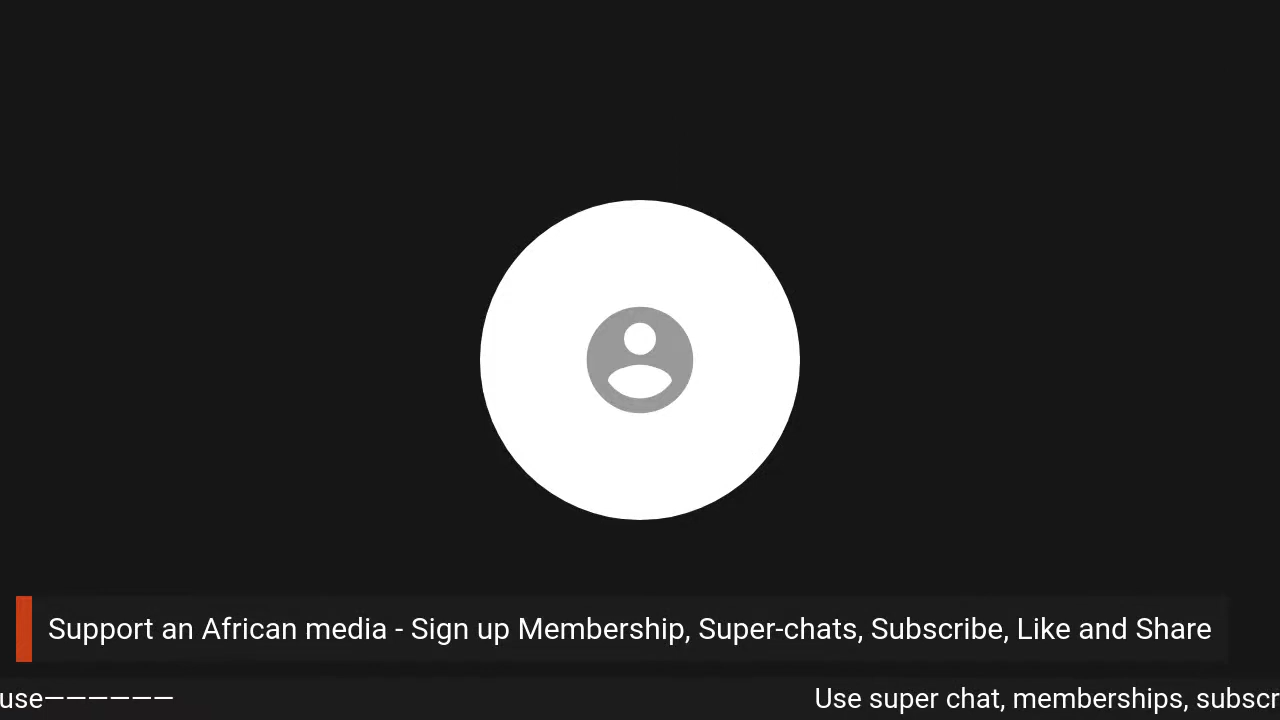 Support an African media - Sign up Membership, Super-chats, Subscribe, Like and Share
use—————— Use super chat, memberships, subscr